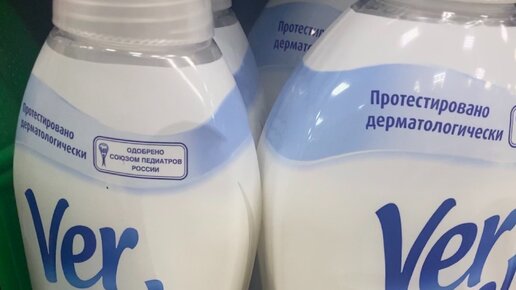 Протестировано
дерматологически
ОДОБРЕНО
СОЮЗОМ ПЕДИАТРОВ
РОССИИ
Ver
Протестировано
дерматологически
Ver